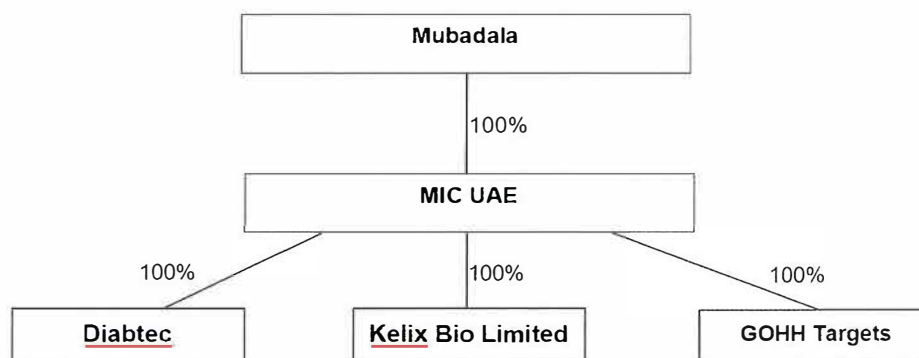 Mubadala
100%
MIC UAE
100%
100%
100%
Diabtec
Kelix Bio Limited
GOHH Targets